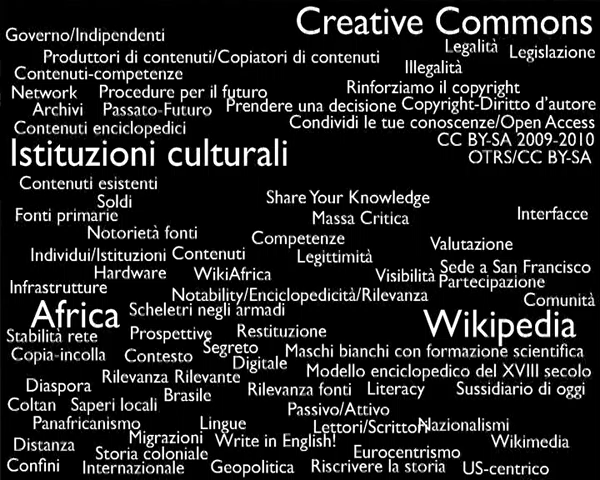 Creative Commons
Governo/Indipendenti
Legalità
Legislazione
Produttori di contenuti/Copiatori di contenuti
Illegalità
Contenuti-competenze
Rinforziamo il copyright
Network
Procedure per il futuro
Archivi
Passato-Futuro
Prendere una decisione
Copyright-Diritto d'autore
Contenuti enciclopedici
Condividi le tue conoscenze/Open Access
CC BY-SA 2009-2010
Istituzioni culturali
OTRS/CC BY-SA
Contenuti esistenti
Soldi
Share Your Knowledge
Fonti primarie
Massa Critica
Interfacce
Notorietà fonti
Competenze
Valutazione
Individui/Istituzioni
Contenuti
Legittimità
Hardware
WikiAfrica
Visibilità
Sede a San Francisco
Infrastrutture
Partecipazione
Notability/Enciclopedicità/Rilevanza
Comunità
Africa
Scheletri negli armadi
Wikipedia
Stabilità rete
Prospettive
Restituzione
Copia-incolla
Contesto
Segreto
Maschi bianchi con formazione scientifica
Digitale
Modello enciclopedico del XVIII secolo
Diaspora
Rilevanza Rilevante
Brasile
Rilevanza fonti
Literacy
Sussidiario di oggi
Coltan
Saperi locali
Passivo/Attivo
Panafricanismo
Lingue
Lettori/Scrittori
Nazionalismi
Distanza
Migrazioni
Write in English!
Wikimedia
Storia coloniale
Eurocentrismo
Confini
Internazionale
Geopolitica
Riscrivere la storia
US-centrico